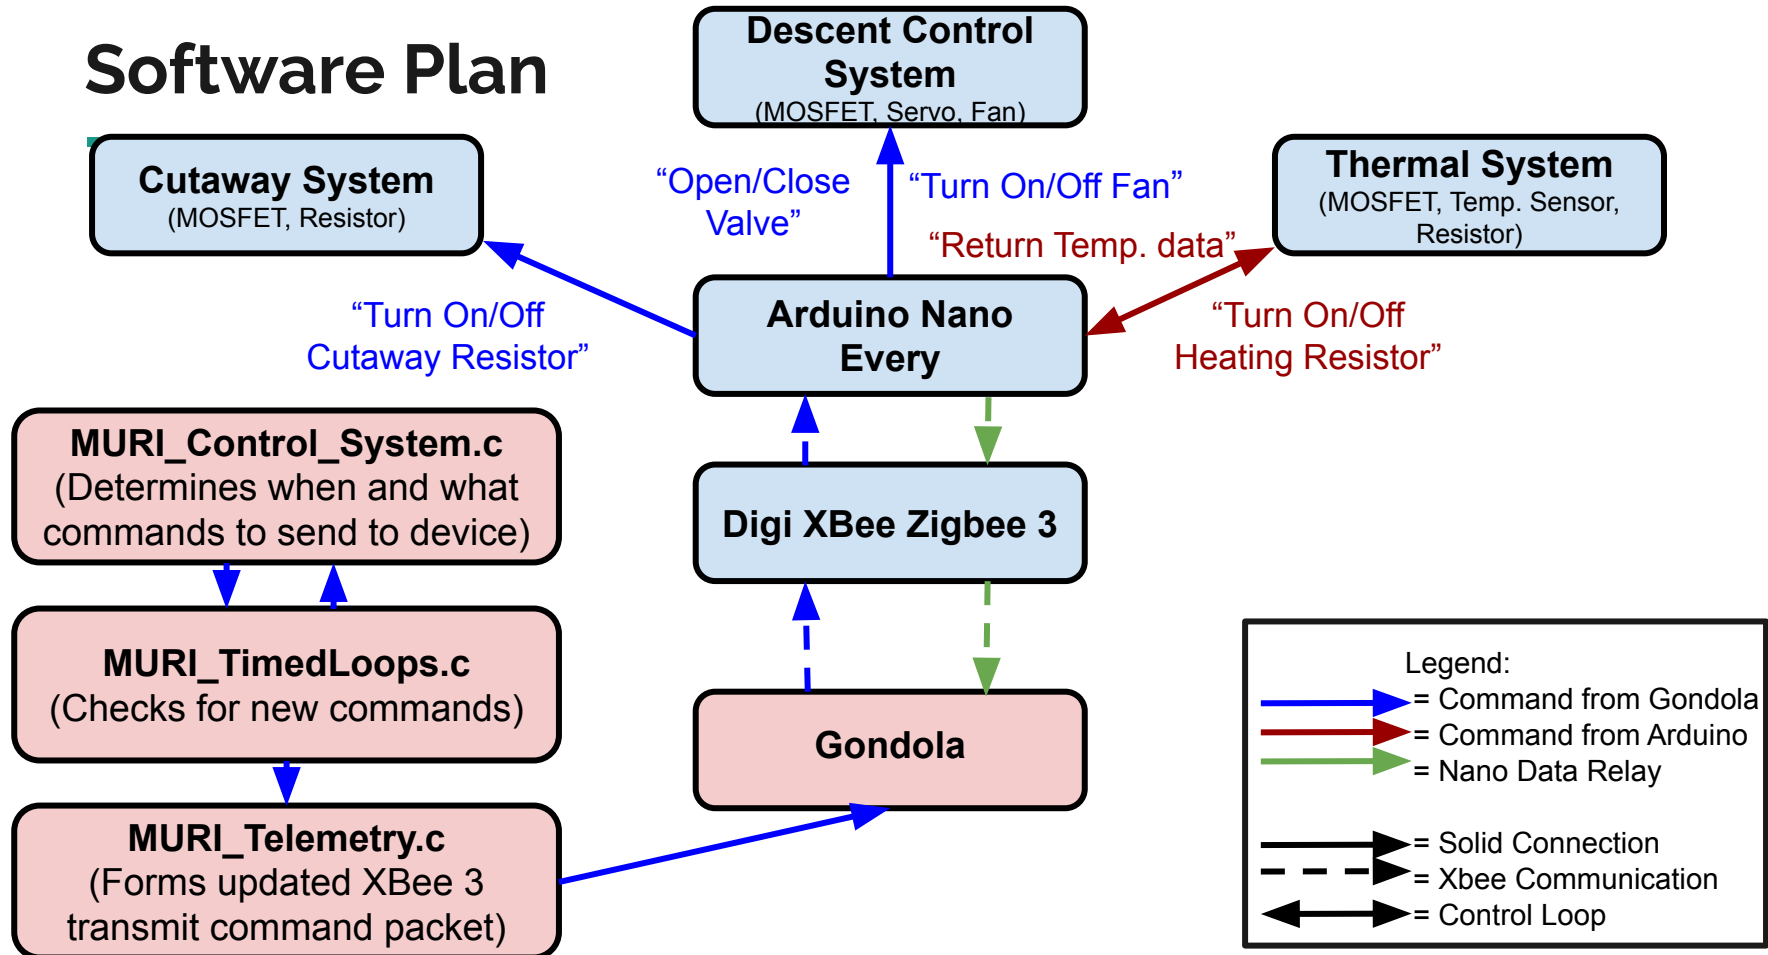 Software Plan
Descent Control
System
(MOSFET, Servo, Fan)
Cutaway System
(MOSFET, Resistor)
Thermal System
(MOSFET, Temp. Sensor,
Resistor)
“Open/Close
Valve”
“Turn On/Off Fan”
“Return Temp. data”
“Turn On/Off
Cutaway Resistor”
Arduino Nano
Every
“Turn On/Off
Heating Resistor”
MURI_Control_System.c
(Determines when and what
commands to send to device)
Digi XBee Zigbee 3
MURI_TimedLoops.c
(Checks for new commands)
Gondola
MURI_Telemetry.c
(Forms updated XBee 3
transmit command packet)
Legend:
= Command from Gondola
= Command from Arduino
= Nano Data Relay
= Solid Connection
= Xbee Communication
= Control Loop